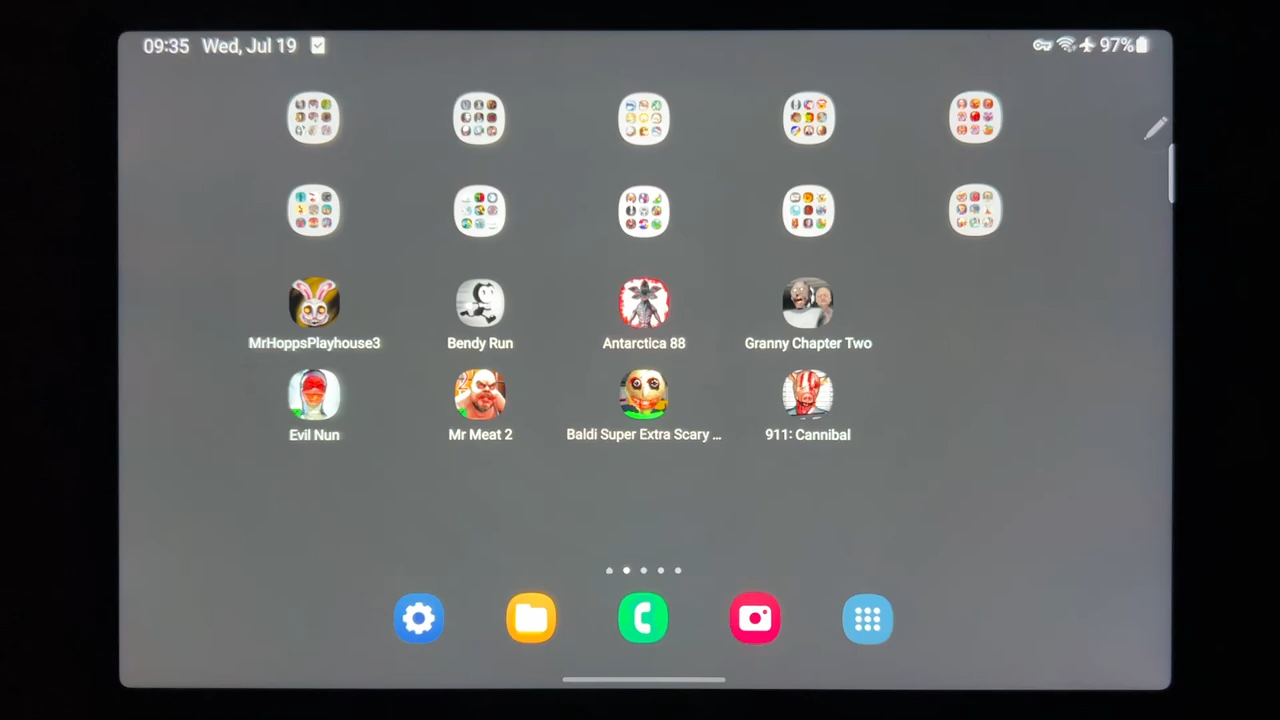 09:35 Wed, Jul 19 97%
MrHoppsPlayhouse3 Bendy Run Antarctica 88 Granny Chapter Two
Evil Nun Mr Meat 2 Baldi Super Extra Scary ... 911: Cannibal